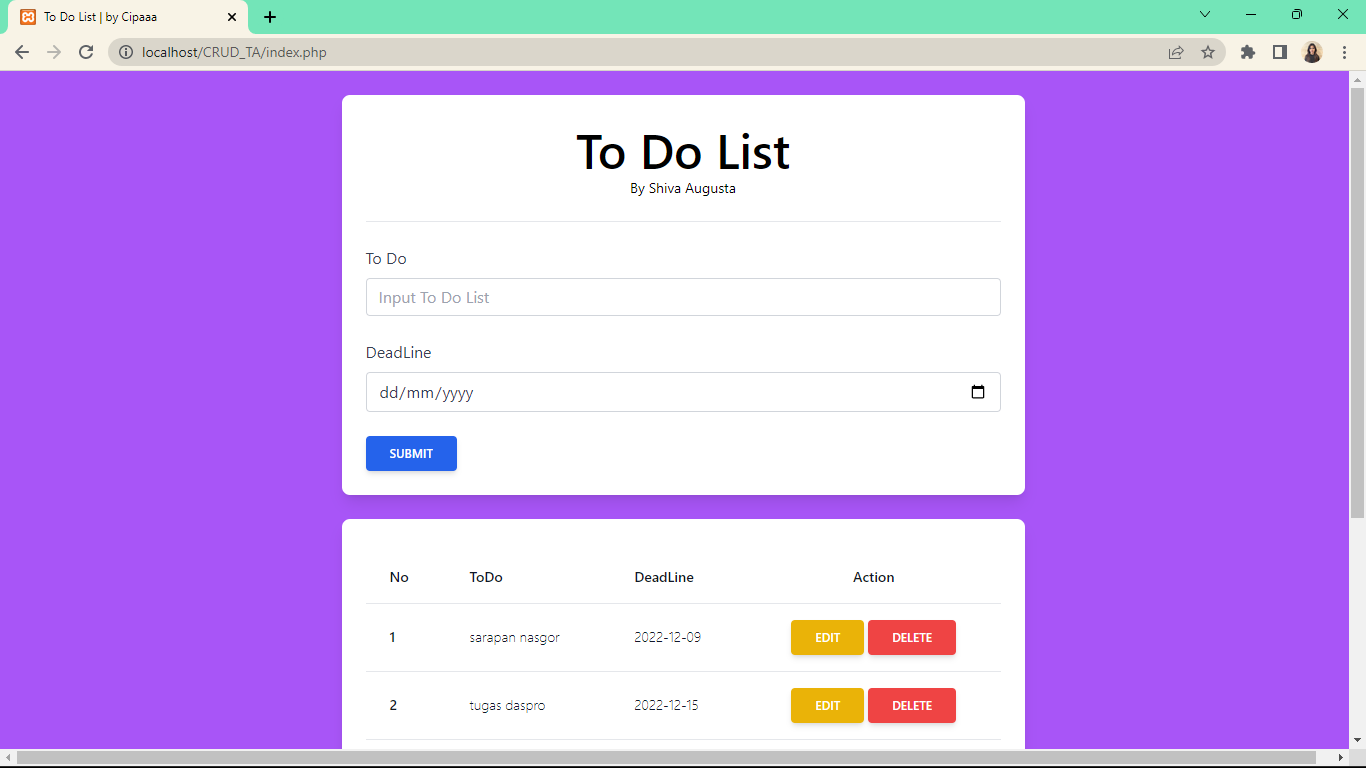 To Do List | by Cipaaa
localhost/CRUD_TA/index.php
To Do List
By Shiva Augusta
To Do
Input To Do List
DeadLine
dd/mm/yyyy
SUBMIT
No ToDo DeadLine Action
1 sarapan nasgor 2022-12-09 EDIT DELETE
2 tugas daspro 2022-12-15 EDIT DELETE